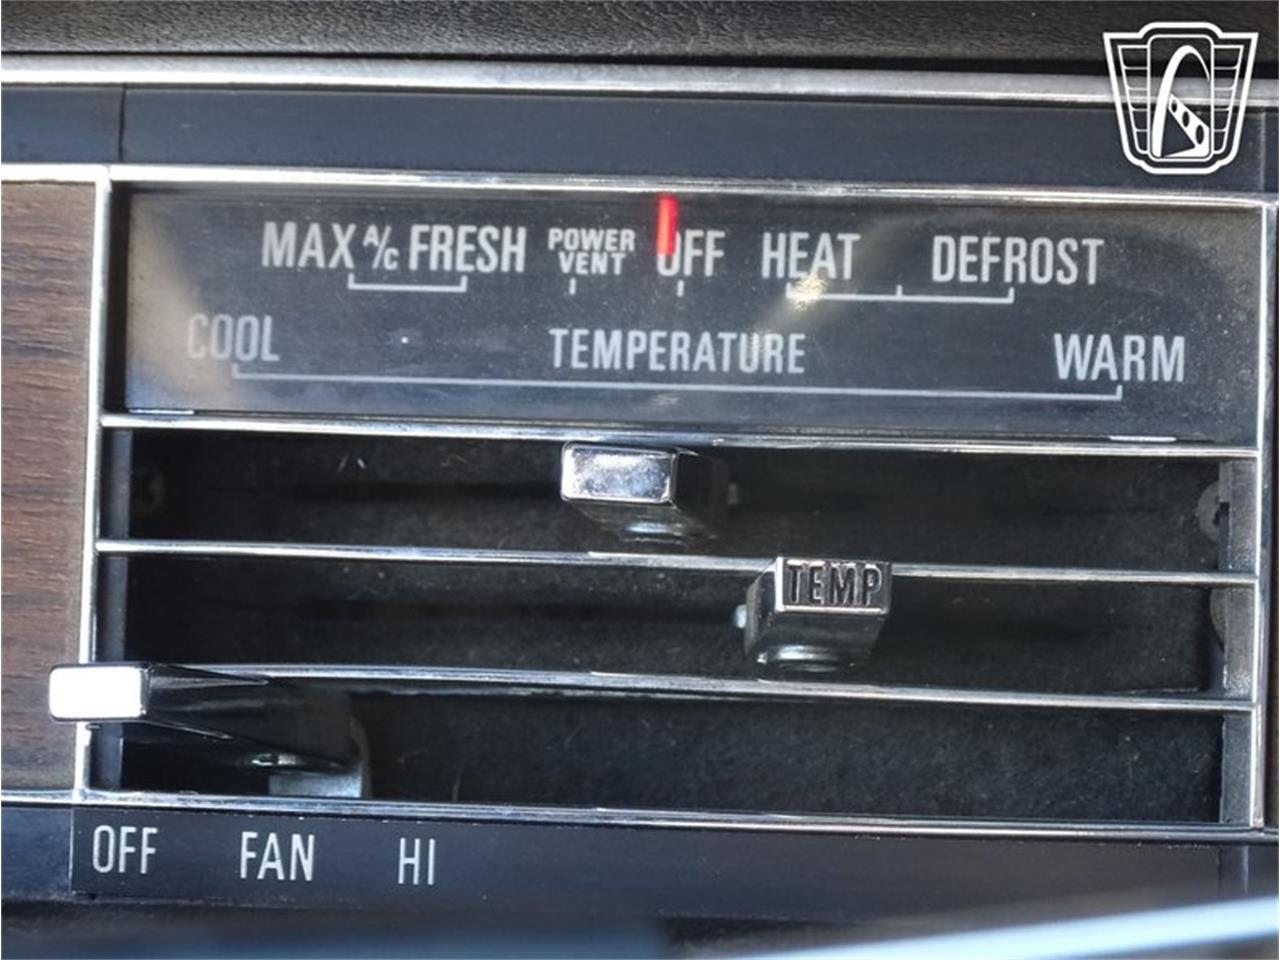 MAX A/C FRESH POWER VENT OFF HEAT DEFROST
COOL TEMPERATURE WARM
TEMP
OFF FAN HI